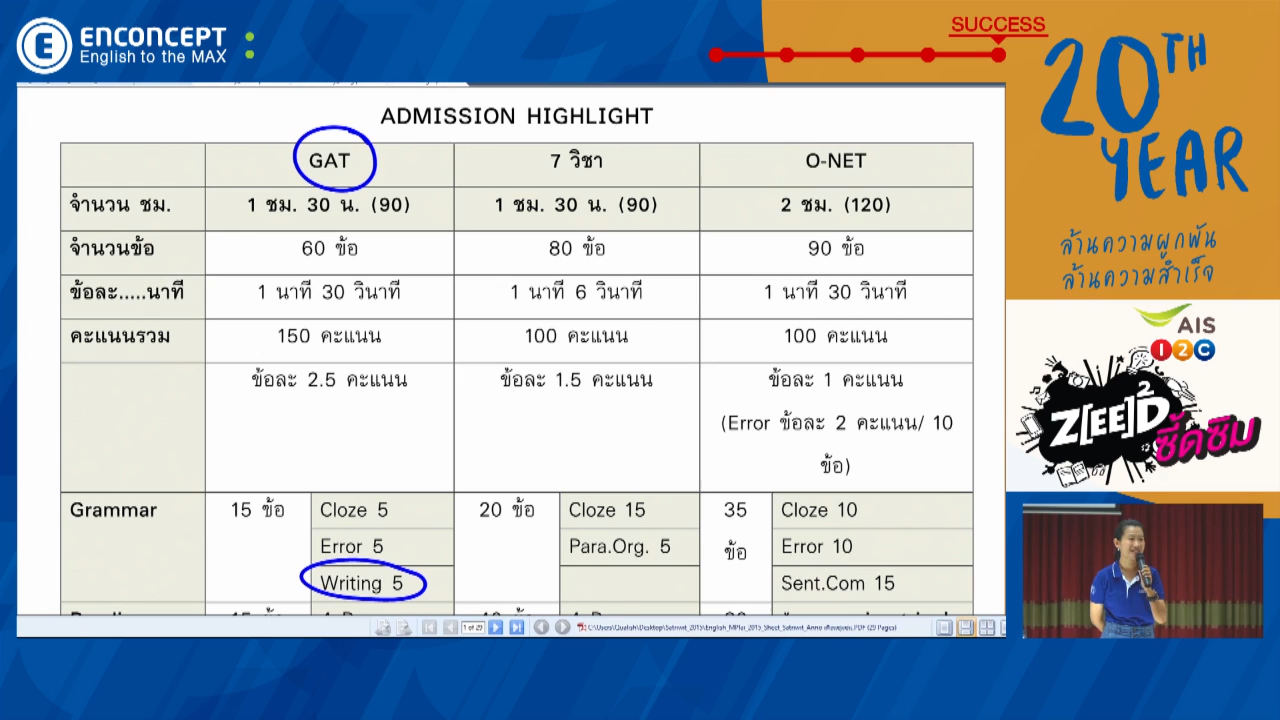 ENCONCEPT
English to the MAX
SUCCESS
20TH
YEAR
ล้านความผูกพัน
ล้านความสำเร็จ
AIS
I2C
Z[EE]D2
ซี้ดซิม
ADMISSION HIGHLIGHT
GAT 7 วิชา O-NET
จำนวน ชม. 1 ชม. 30 น. (90) 1 ชม. 30 น. (90) 2 ชม. (120)
จำนวนข้อ 60 ข้อ 80 ข้อ 90 ข้อ
ข้อละ.....นาที 1 นาที 30 วินาที 1 นาที 6 วินาที 1 นาที 30 วินาที
คะแนนรวม 150 คะแนน 100 คะแนน 100 คะแนน
ข้อละ 2.5 คะแนน ข้อละ 1.5 คะแนน ข้อละ 1 คะแนน
(Error ข้อละ 2 คะแนน/ 10
ข้อ)
Grammar 15 ข้อ Cloze 5 20 ข้อ Cloze 15 35 Cloze 10
Error 5 Para.Org. 5 ข้อ Error 10
Writing 5 Sent.Com 15
1 of 29